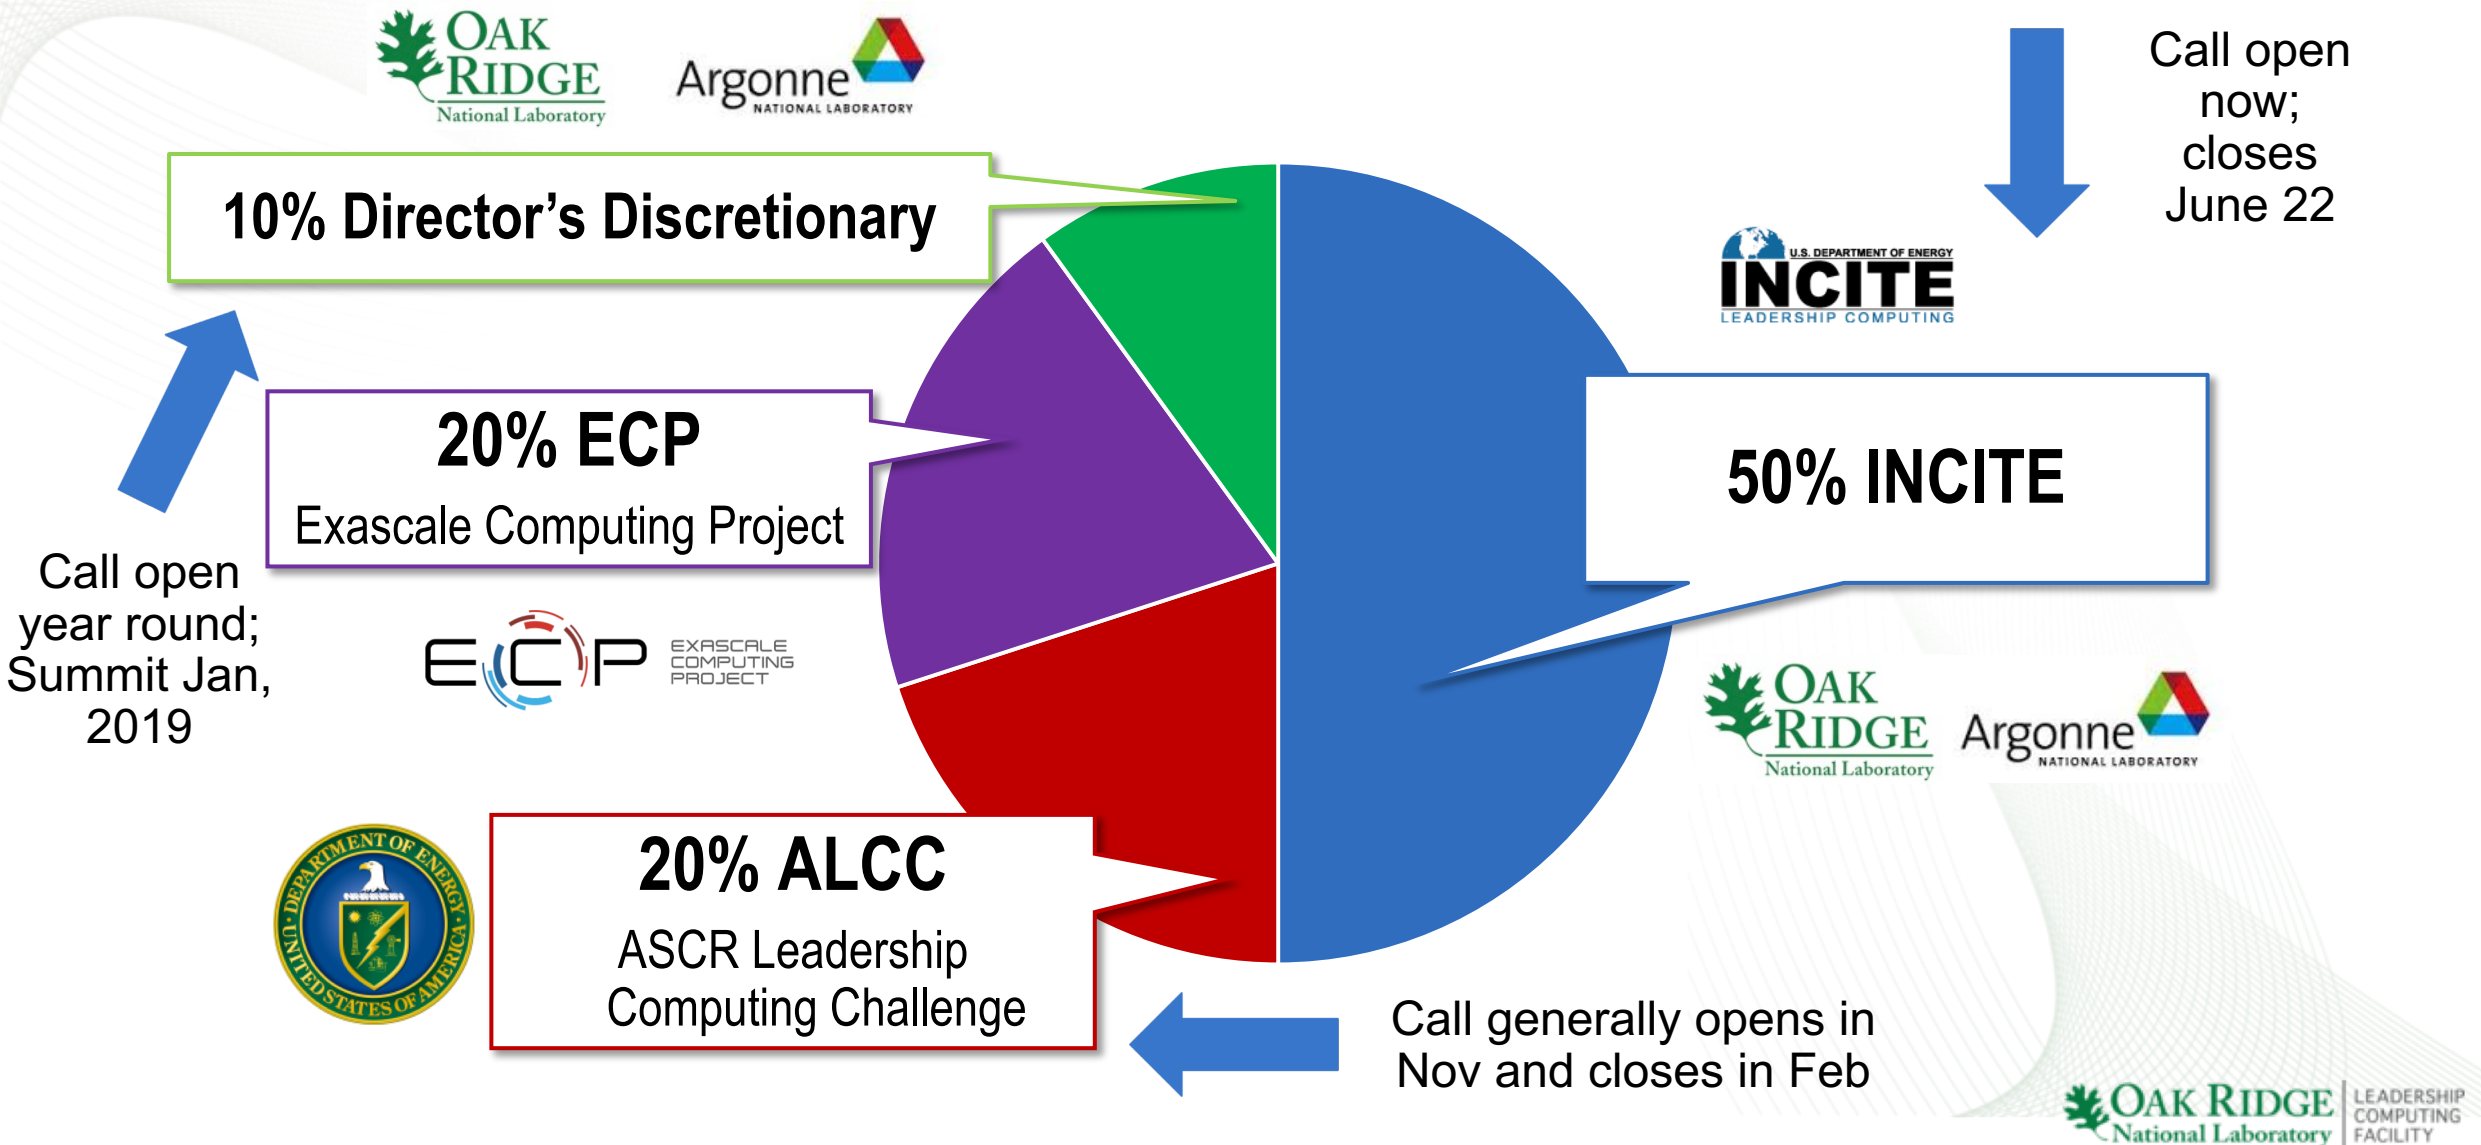 OAK
RIDGE
National Laboratory
Argonne
NATIONAL LABORATORY
Call open
now;
closes
June 22
10% Director’s Discretionary
U.S. DEPARTMENT OF ENERGY
INCITE
LEADERSHIP COMPUTING
20% ECP
Exascale Computing Project
50% INCITE
Call open
year round;
Summit Jan,
2019
ECP
EXASCALE
COMPUTING
PROJECT
OAK
RIDGE
National Laboratory
Argonne
NATIONAL LABORATORY
DEPARTMENT OF ENERGY
UNITED STATES OF AMERICA
20% ALCC
ASCR Leadership
Computing Challenge
Call generally opens in
Nov and closes in Feb
OAK RIDGE
National Laboratory
LEADERSHIP
COMPUTING
FACILITY